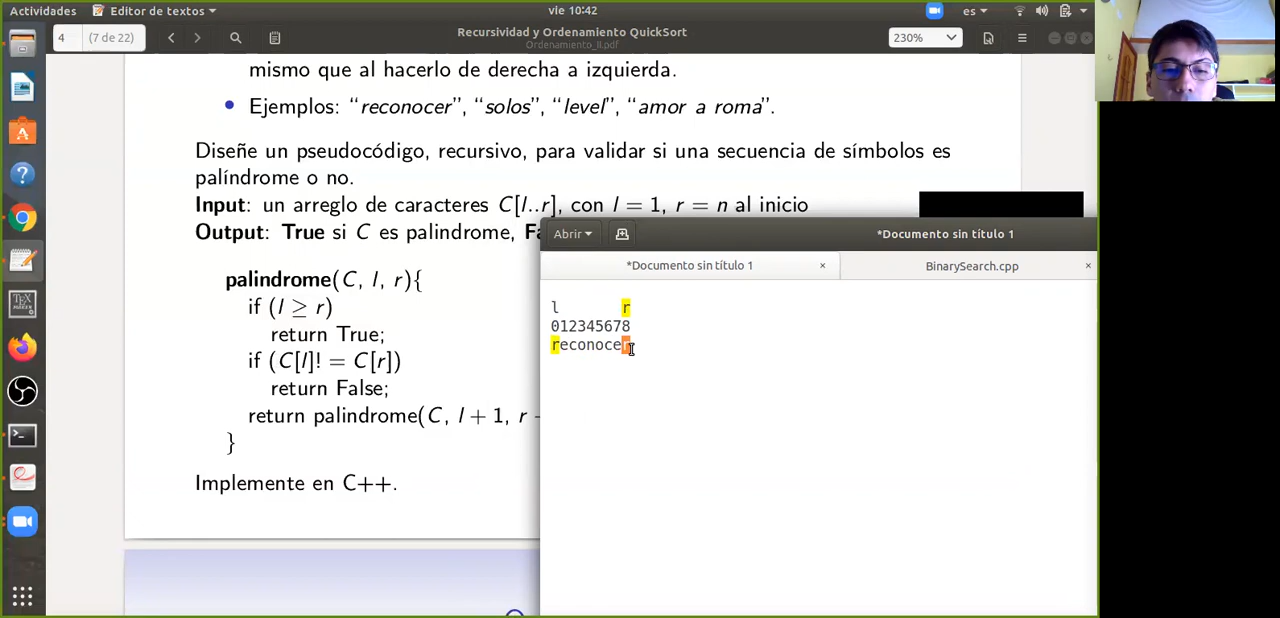 Actividades
Editor de textos
vie 10:42
es
4
(7 de 22)
Recursividad y Ordenamiento QuickSort
Ordenamiento_II.pdf
230%
mismo que al hacerlo de derecha a izquierda.
• Ejemplos: “reconocer”, “solos”, “level”, “amor a roma”.
Diseñe un pseudocódigo, recursivo, para validar si una secuencia de símbolos es
palíndrome o no.
Input: un arreglo de caracteres C[l..r], con l = 1, r = n al inicio
Output: True si C es palindrome, Fa
palindrome(C, l, r){
if (l ≥ r)
return True;
if (C[l]! = C[r])
return False;
return palindrome(C, l + 1, r −
}
Implemente en C++.
Abrir
*Documento sin título 1
*Documento sin título 1 ×
BinarySearch.cpp ×
l r
012345678
reconocer